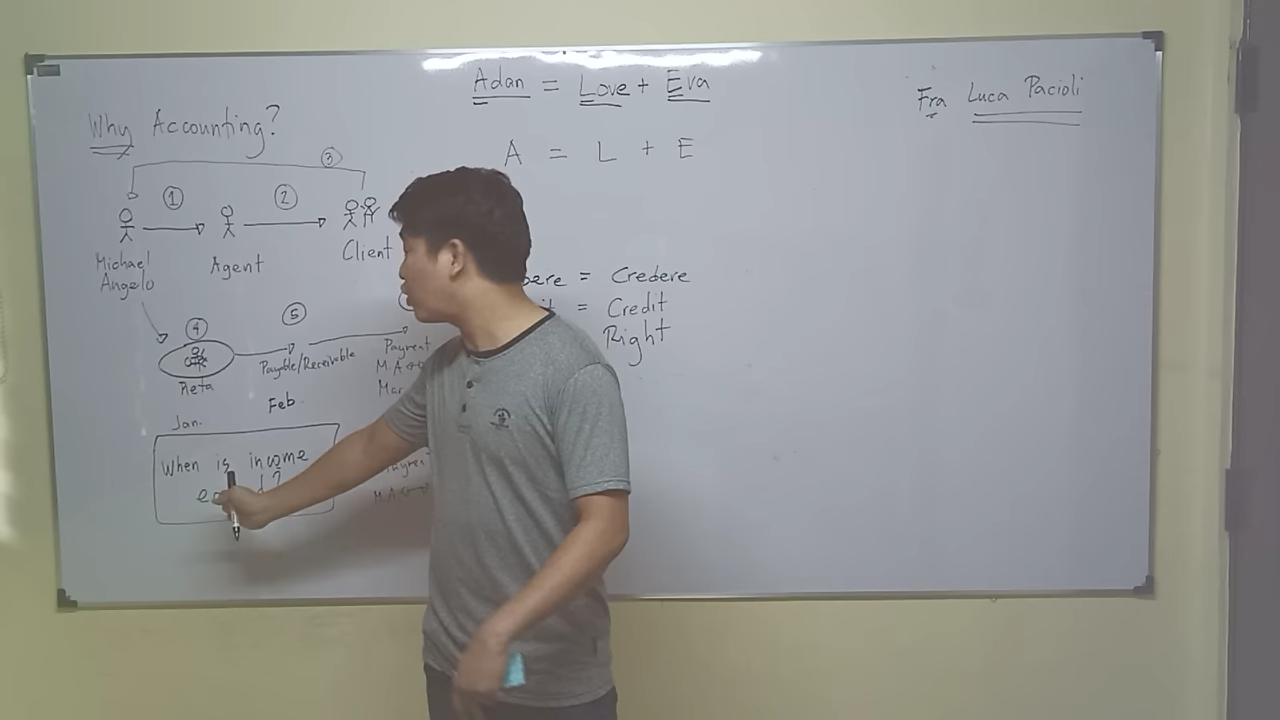 Adan = Love + Eva
Fra Luca Pacioli
Why Accounting?
A = L + E
3
1
2
Michael
Angelo
Agent
Client
= Credere
= Credit
Right
4
5
Pieta
Payable/Receivable
Payment
M.A
Mar
Jan.
Feb.
When is income
M.A